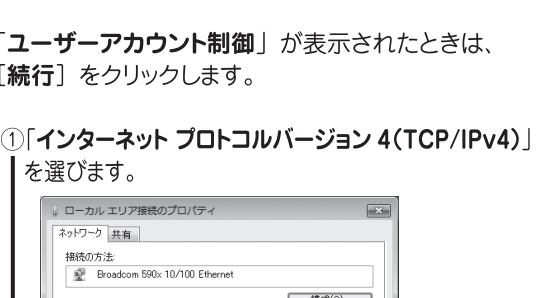 「ユーザーアカウント制御」が表示されたときは、
[続行]をクリックします。
①「インターネット プロトコルバージョン 4(TCP/IPv4)」
を選びます。
ローカル エリア接続のプロパティ
ネットワーク 共有
接続の方法:
Broadcom 590x 10/100 Ethernet